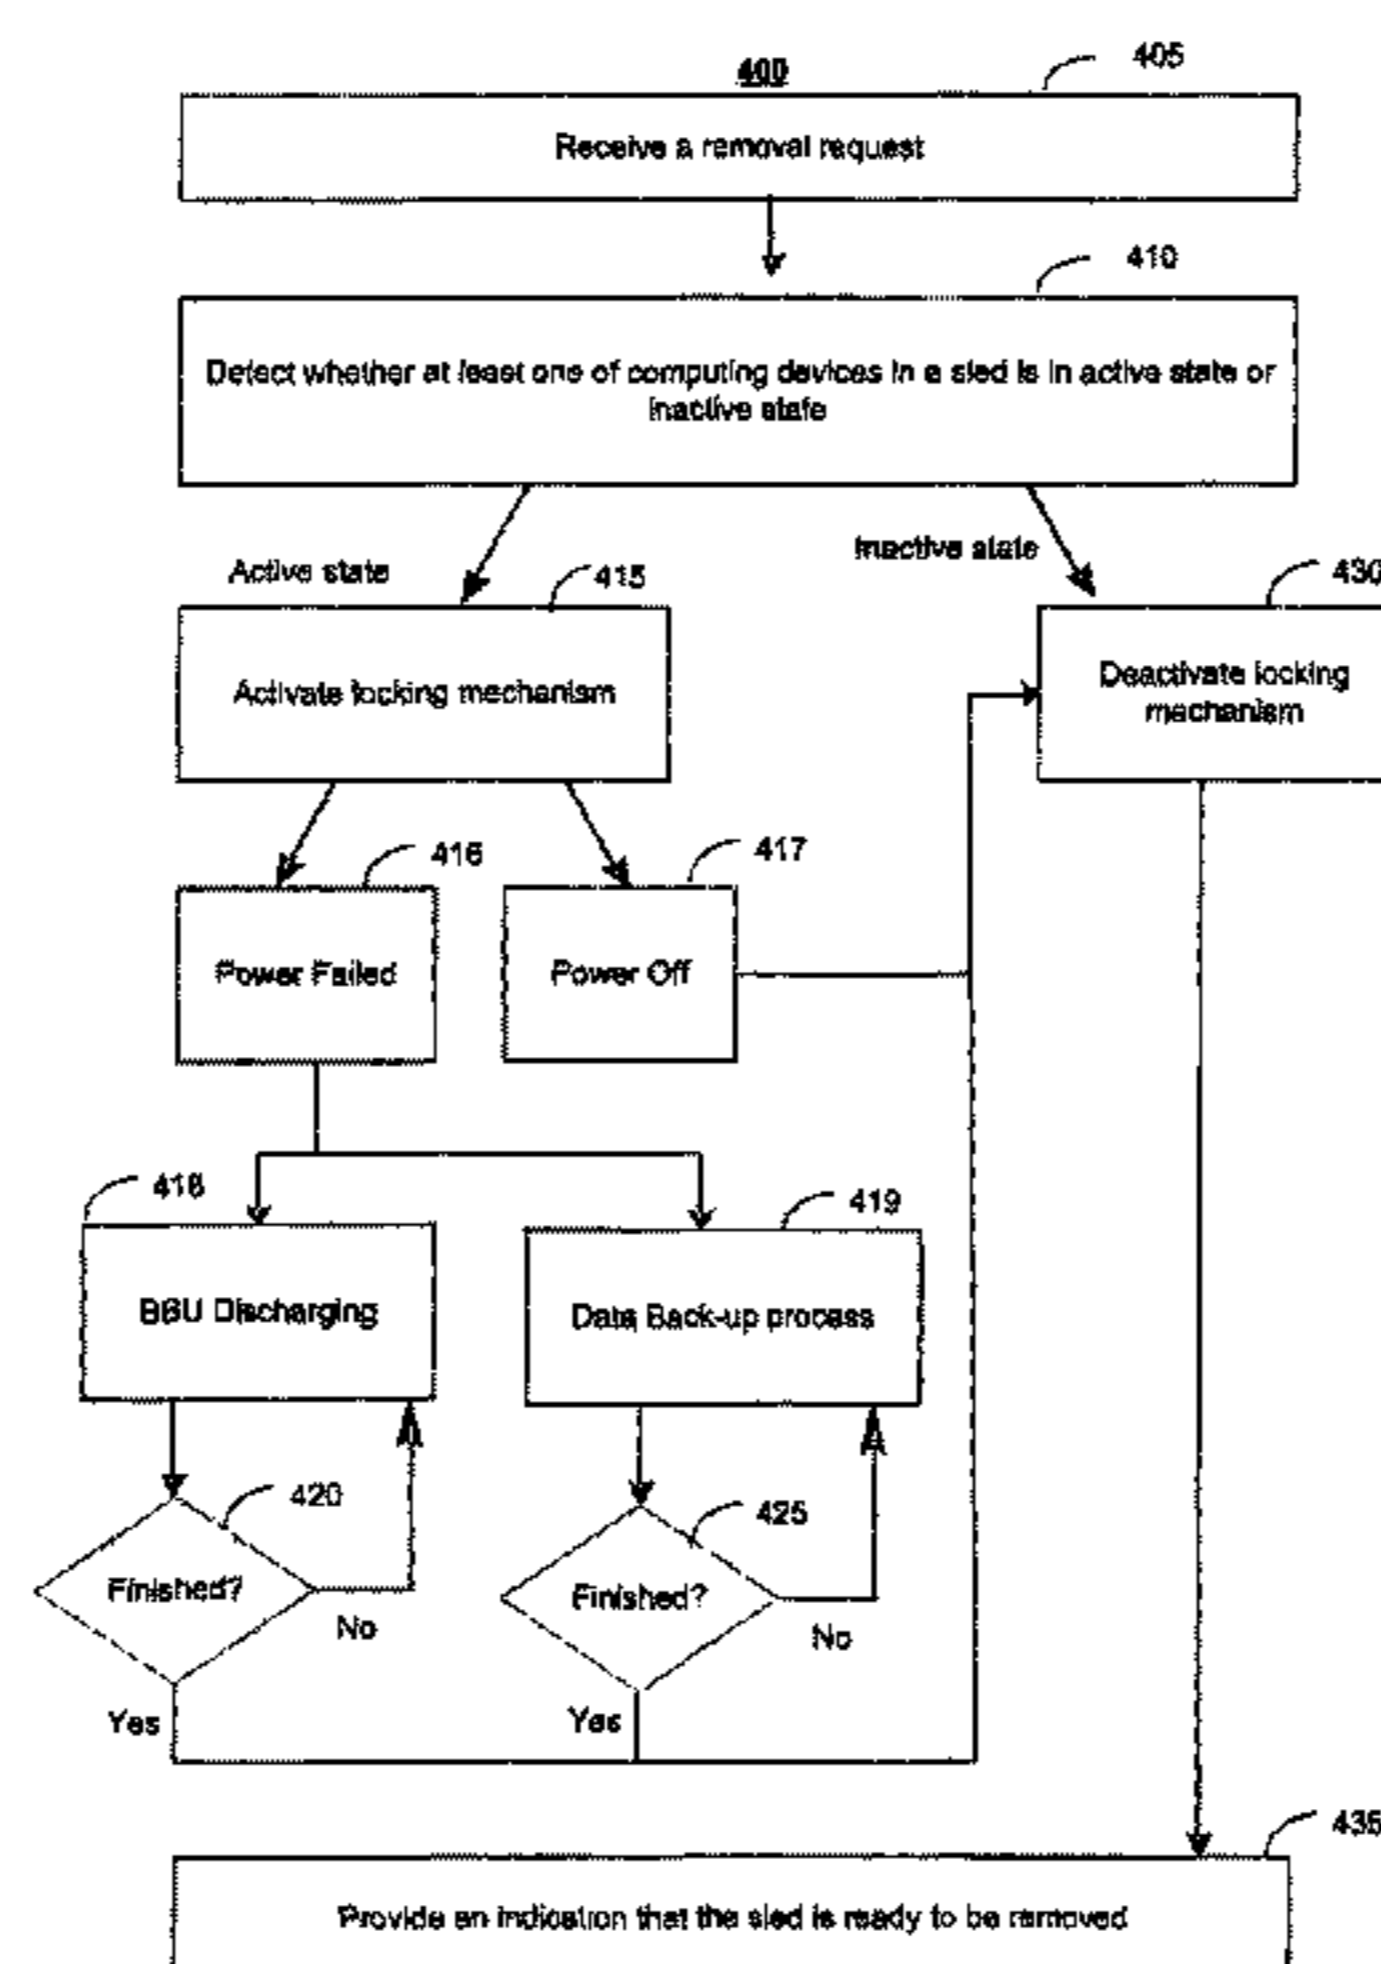 400
405
Receive a removal request
410
Detect whether at least one of computing devices in a sled is in active state or
inactive state
Active state
Inactive state
415
430
Activate locking mechanism
Deactivate locking
mechanism
416
417
Power Failed
Power Off
418
419
BBU Discharging
Data Back-up process
420
425
Finished?
No
Finished?
No
Yes
Yes
435
Provide an indication that the sled is ready to be removed